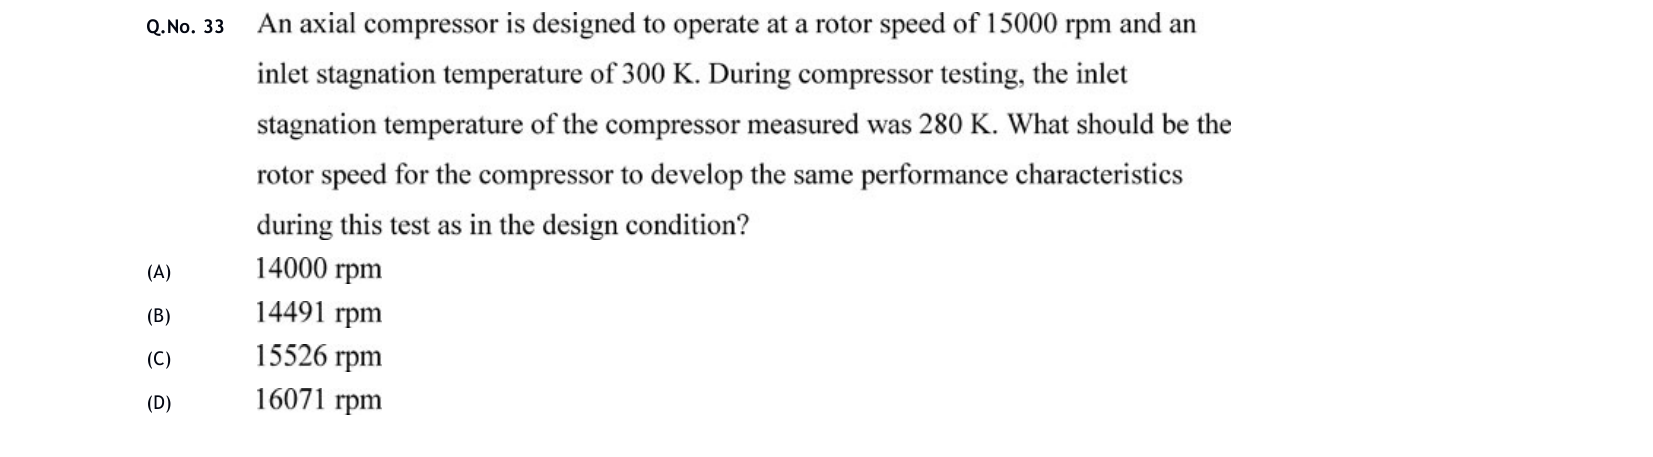 Q.No. 33 An axial compressor is designed to operate at a rotor speed of 15000 rpm and an
inlet stagnation temperature of 300 K. During compressor testing, the inlet
stagnation temperature of the compressor measured was 280 K. What should be the
rotor speed for the compressor to develop the same performance characteristics
during this test as in the design condition?
(A) 14000 rpm
(B) 14491 rpm
(C) 15526 rpm
(D) 16071 rpm